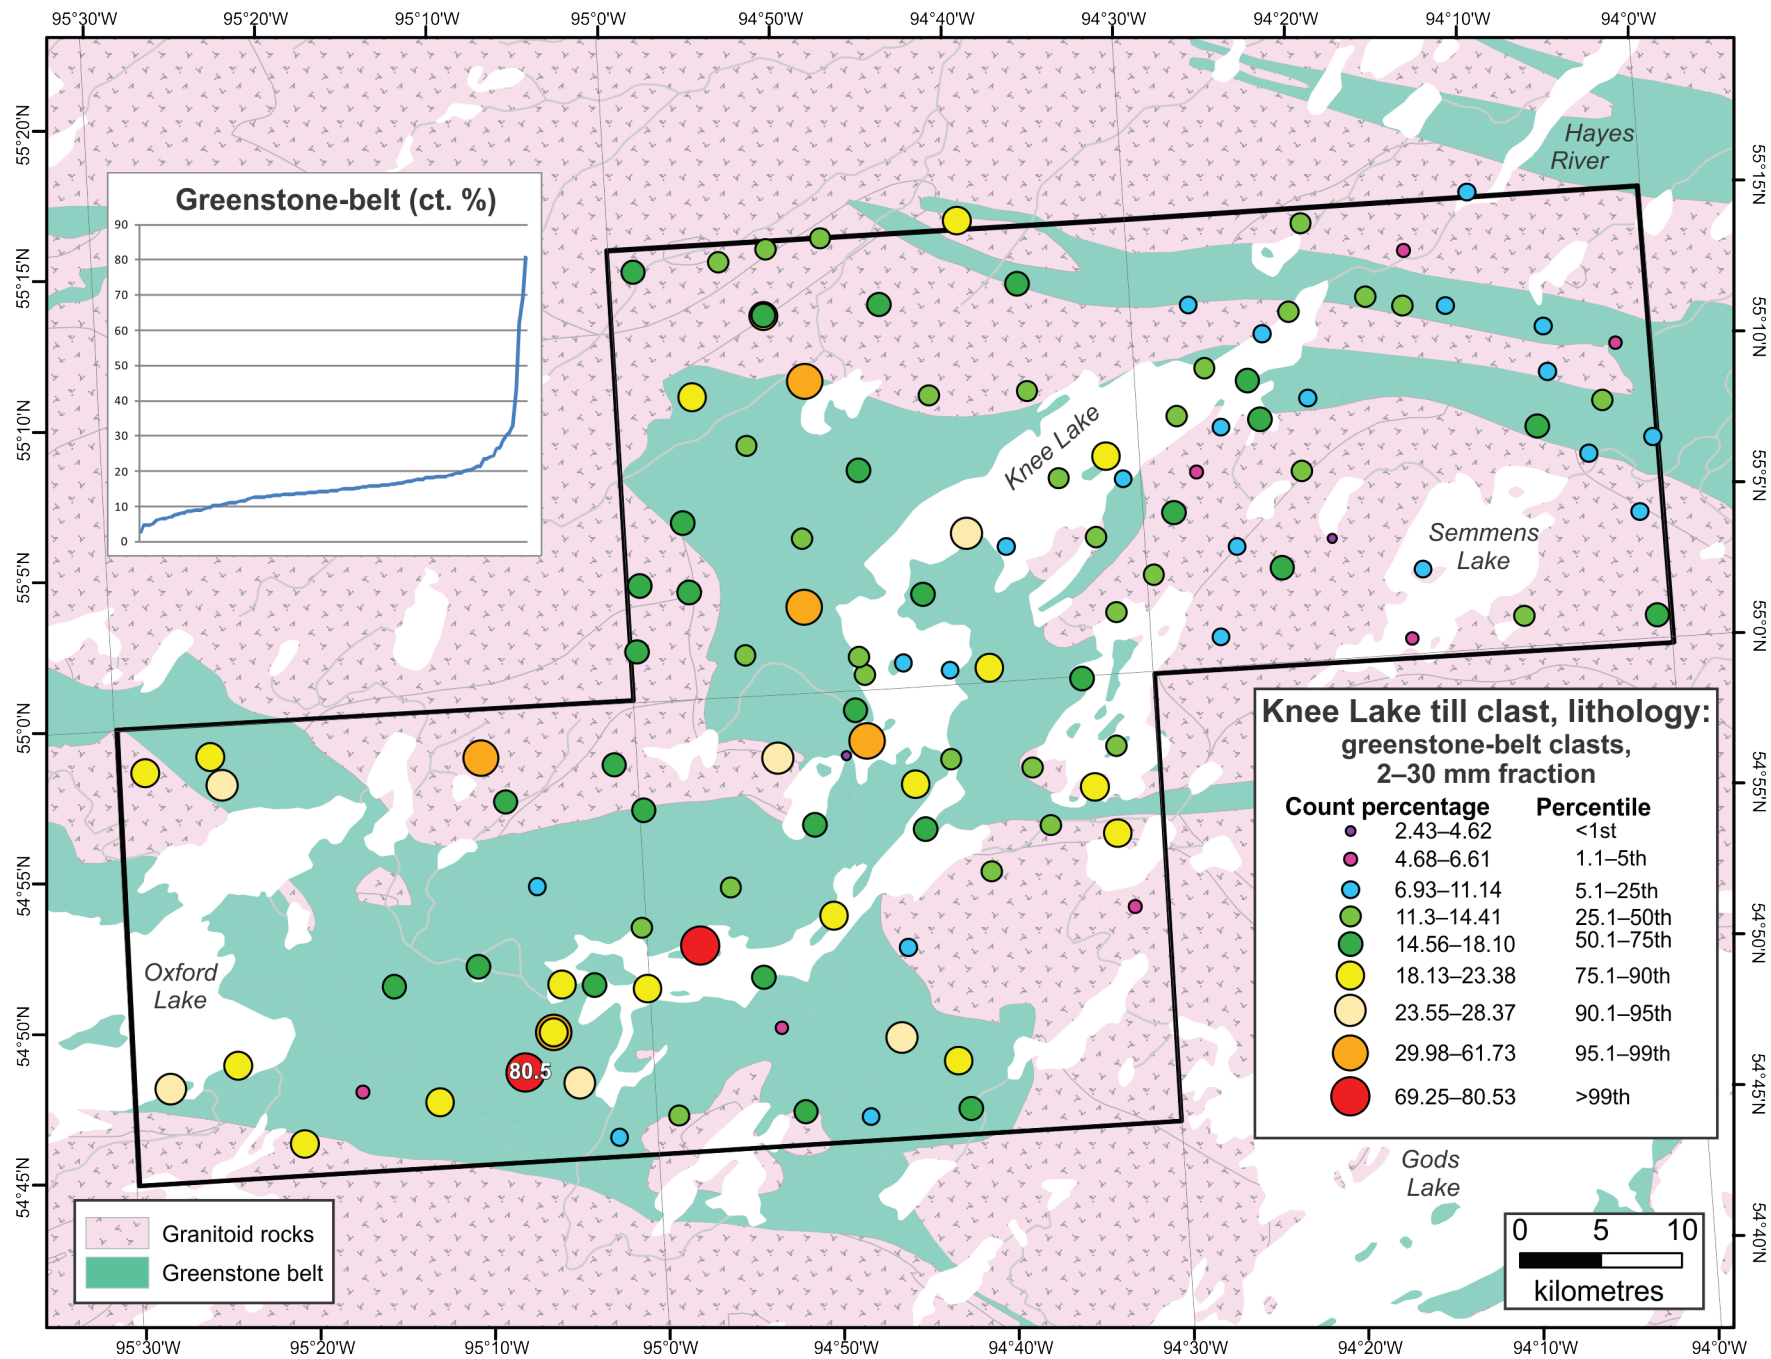 95°30'W 95°20'W 95°10'W 95°0'W 94°50'W 94°40'W 94°30'W 94°20'W 94°10'W 94°0'W
55°20'N
55°15'N
55°10'N
55°5'N
55°0'N
54°55'N
54°50'N
54°45'N
Greenstone-belt (ct. %)
90
80
70
60
50
40
30
20
10
0
Hayes
River
Knee Lake
Semmens
Lake
Oxford
Lake
80.5
Gods
Lake
55°15'N
55°10'N
55°5'N
55°0'N
54°55'N
54°50'N
54°45'N
54°40'N
Knee Lake till clast, lithology:
greenstone-belt clasts,
2–30 mm fraction
Count percentage Percentile
2.43–4.62 <1st
4.68–6.61 1.1–5th
6.93–11.14 5.1–25th
11.3–14.41 25.1–50th
14.56–18.10 50.1–75th
18.13–23.38 75.1–90th
23.55–28.37 90.1–95th
29.98–61.73 95.1–99th
69.25–80.53 >99th
Granitoid rocks
Greenstone belt
0 5 10
kilometres
95°30'W 95°20'W 95°10'W 95°0'W 94°50'W 94°40'W 94°30'W 94°20'W 94°10'W 94°0'W